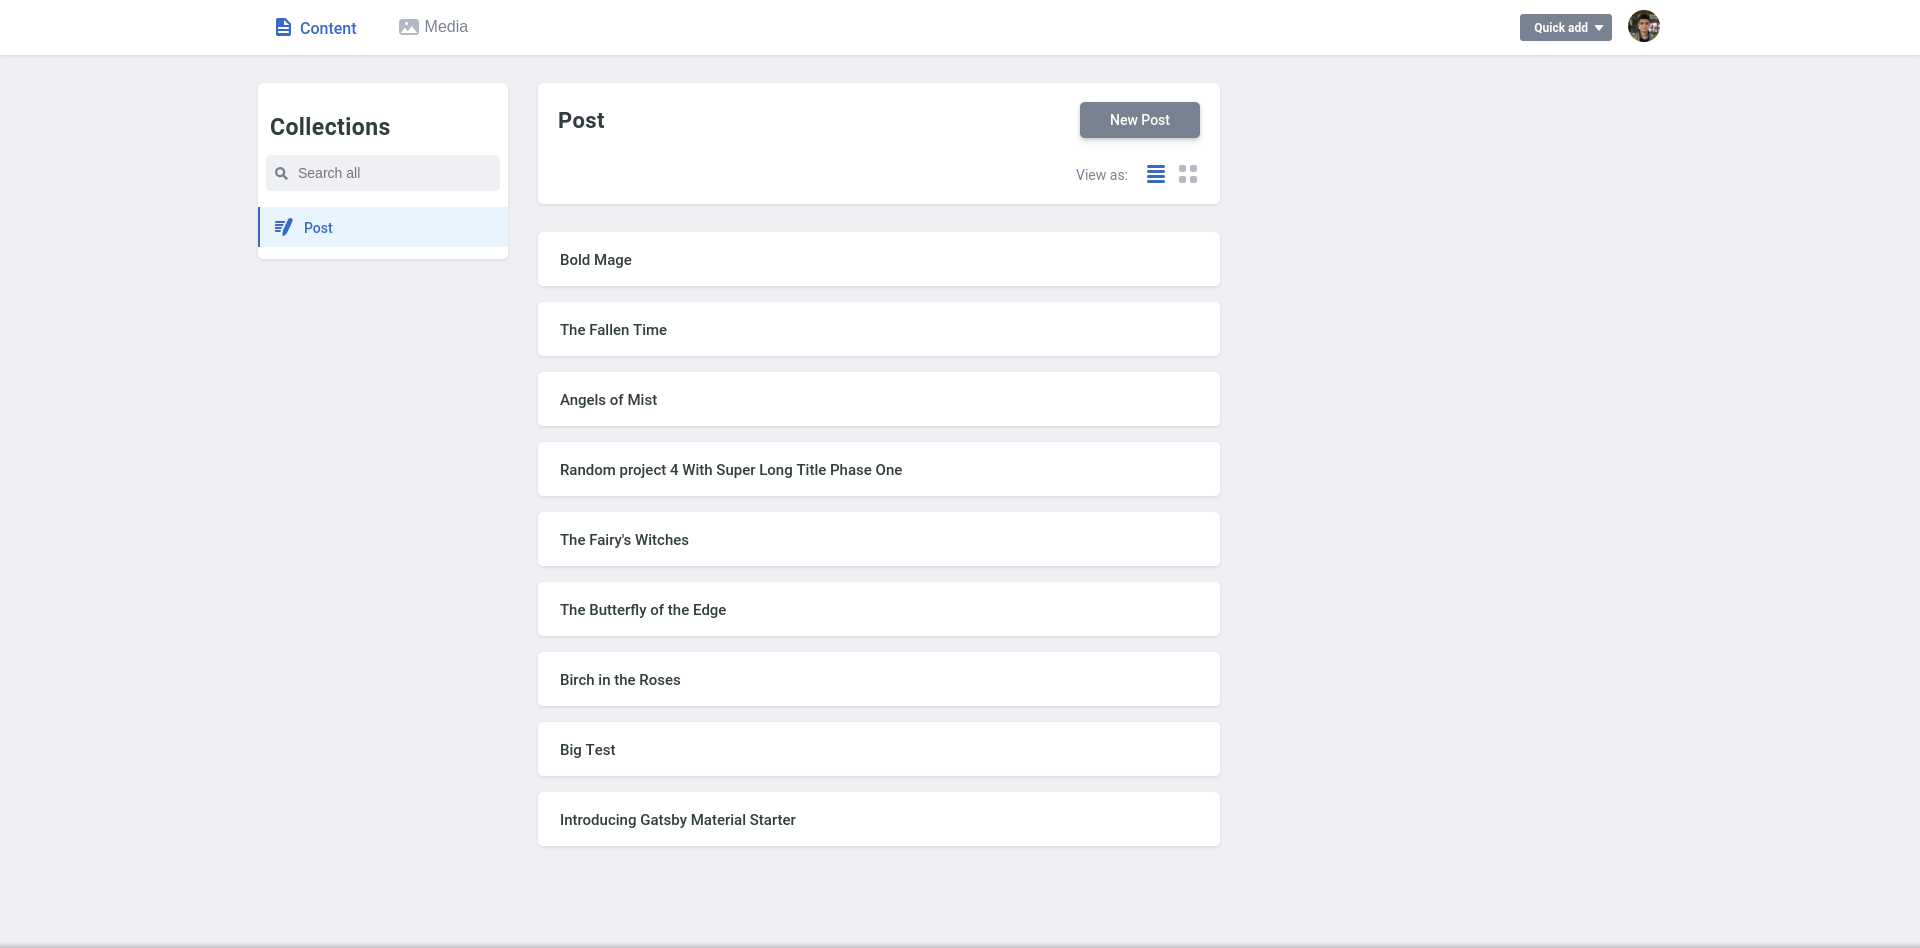 Content
Media
Quick add
Collections
Search all
Post
Post
New Post
View as:
Bold Mage
The Fallen Time
Angels of Mist
Random project 4 With Super Long Title Phase One
The Fairy's Witches
The Butterfly of the Edge
Birch in the Roses
Big Test
Introducing Gatsby Material Starter